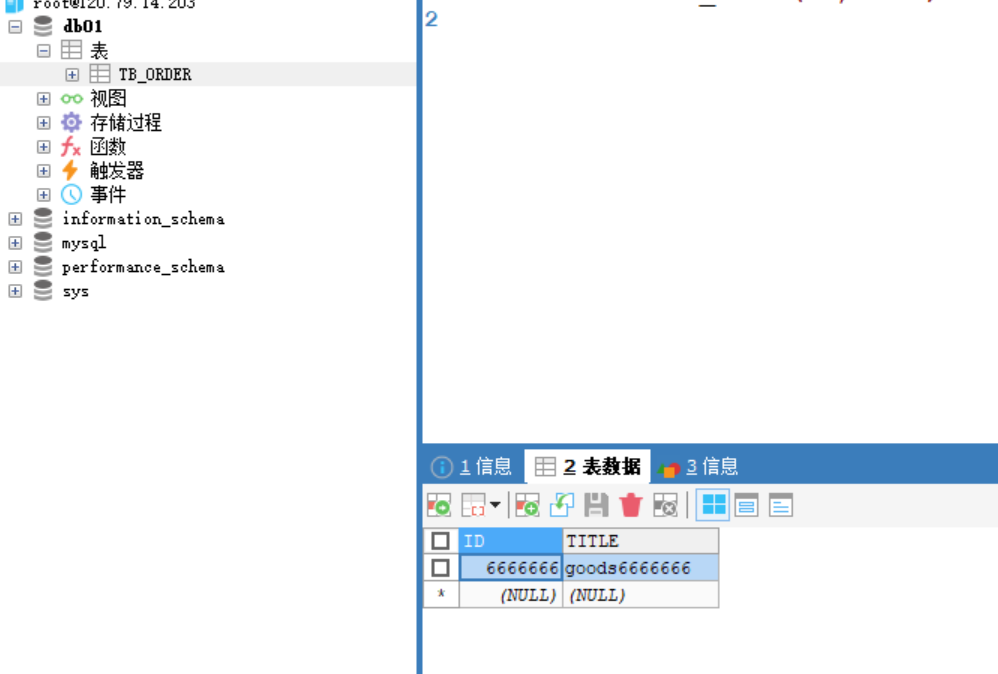 root@120.79.14.203
db01
表
TB_ORDER
视图
存储过程
函数
触发器
事件
information_schema
mysql
performance_schema
sys
2
1 信息 2 表数据 3 信息
ID TITLE
6666666 goods6666666
* (NULL) (NULL)